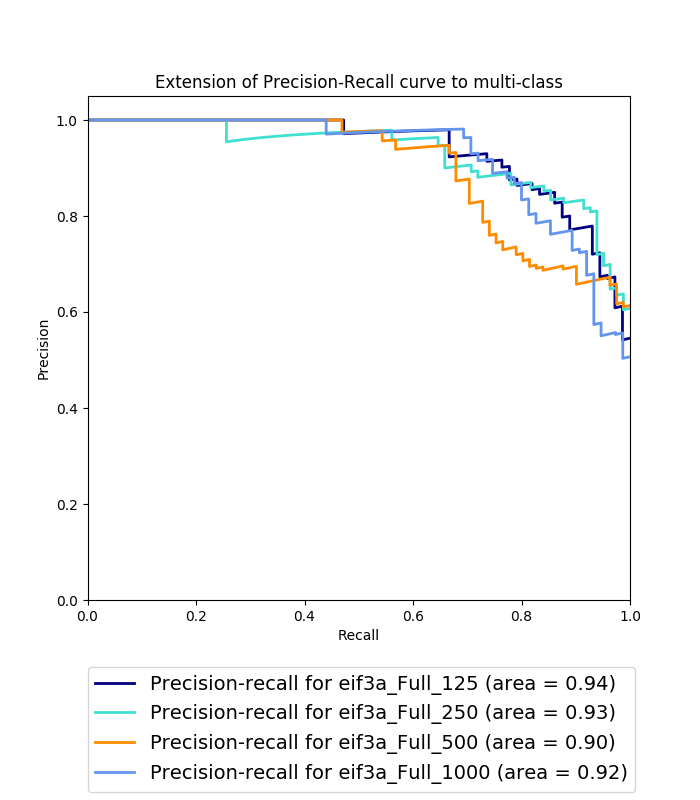 Extension of Precision-Recall curve to multi-class
1.0
0.8
0.6
0.4
0.2
0.0
Precision
0.0 0.2 0.4 0.6 0.8 1.0
Recall
Precision-recall for eif3a_Full_125 (area = 0.94)
Precision-recall for eif3a_Full_250 (area = 0.93)
Precision-recall for eif3a_Full_500 (area = 0.90)
Precision-recall for eif3a_Full_1000 (area = 0.92)